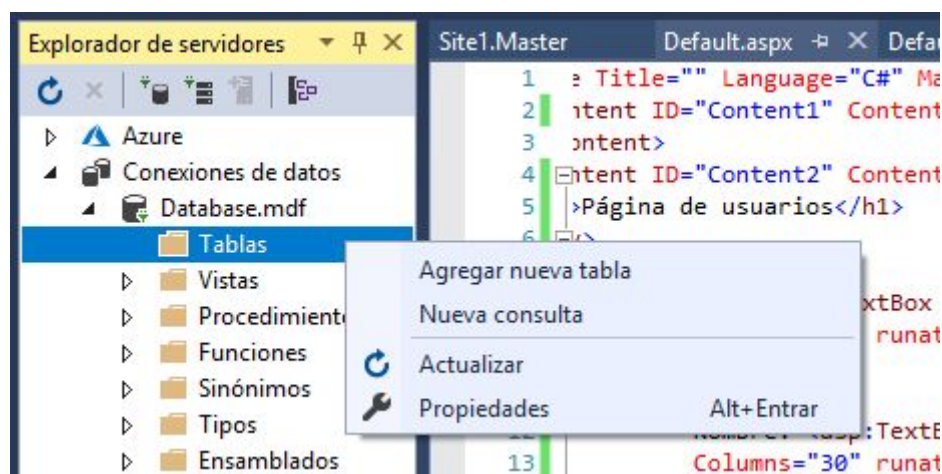 Explorador de servidores
Site1.Master Default.aspx
Azure
Conexiones de datos
Database.mdf
Tablas
Vistas
Funciones
Sinónimos
Tipos
Ensamblados
Agregar nueva tabla
Nueva consulta
Actualizar
Propiedades Alt+Entrar
1 e Title="" Language="C#"
2 ntent ID="Content1" Content
3 ontent>
4 ntent ID="Content2" Content
5 >Página de usuarios</h1>
6
xtBox
runat
12
13 Columns="30" runat